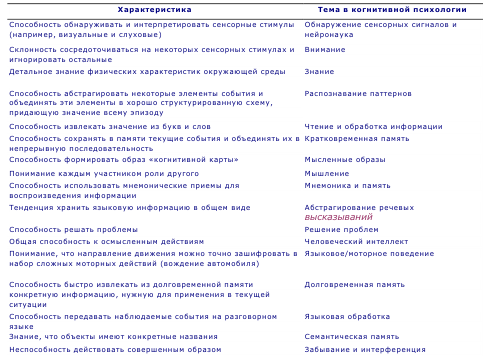 Характеристика Тема в когнитивной психологии
Способность обнаруживать и интерпретировать сенсорные стимулы Обнаружение сенсорных сигналов и
(например, визуальные и слуховые) нейронаука
Склонность сосредоточиваться на некоторых сенсорных стимулах и Внимание
игнорировать остальные
Детальное знание физических характеристик окружающей среды Знание
Способность абстрагировать некоторые элементы события и Распознавание паттернов
объединять эти элементы в хорошо структурированную схему,
придающую значение всему эпизоду
Способность извлекать значение из букв и слов Чтение и обработка информации
Способность сохранять в памяти текущие события и объединять их в Кратковременная память
непрерывную последовательность
Способность формировать образ «когнитивной карты» Мысленные образы
Понимание каждым участником роли другого Мышление
Способность использовать мнемонические приемы для Мнемоника и память
воспроизведения информации
Тенденция хранить языковую информацию в общем виде Абстрагирование речевых
высказываний
Способность решать проблемы Решение проблем
Общая способность к осмысленным действиям Человеческий интеллект
Понимание, что направление движения можно точно зашифровать в Языковое/моторное поведение
набор сложных моторных действий (вождение автомобиля)
Способность быстро извлекать из долговременной памяти Долговременная память
конкретную информацию, нужную для применения в текущей
ситуации
Способность передавать наблюдаемые события на разговорном Языковая обработка
языке
Знание, что объекты имеют конкретные названия Семантическая память
Неспособность действовать совершенным образом Забывание и интерференция